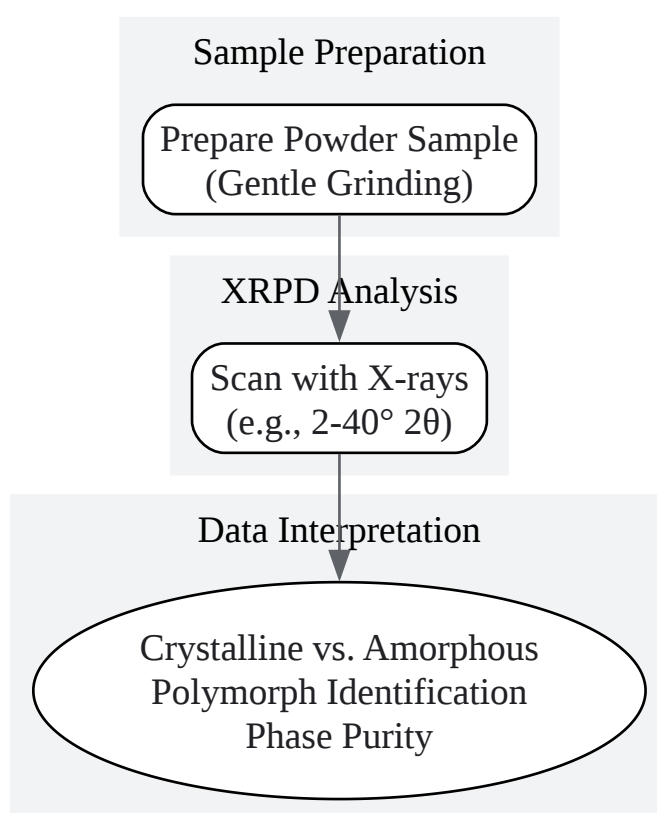 Sample Preparation
Prepare Powder Sample
(Gentle Grinding)
XRPD Analysis
Scan with X-rays
(e.g., 2-40° 2θ)
Data Interpretation
Crystalline vs. Amorphous
Polymorph Identification
Phase Purity